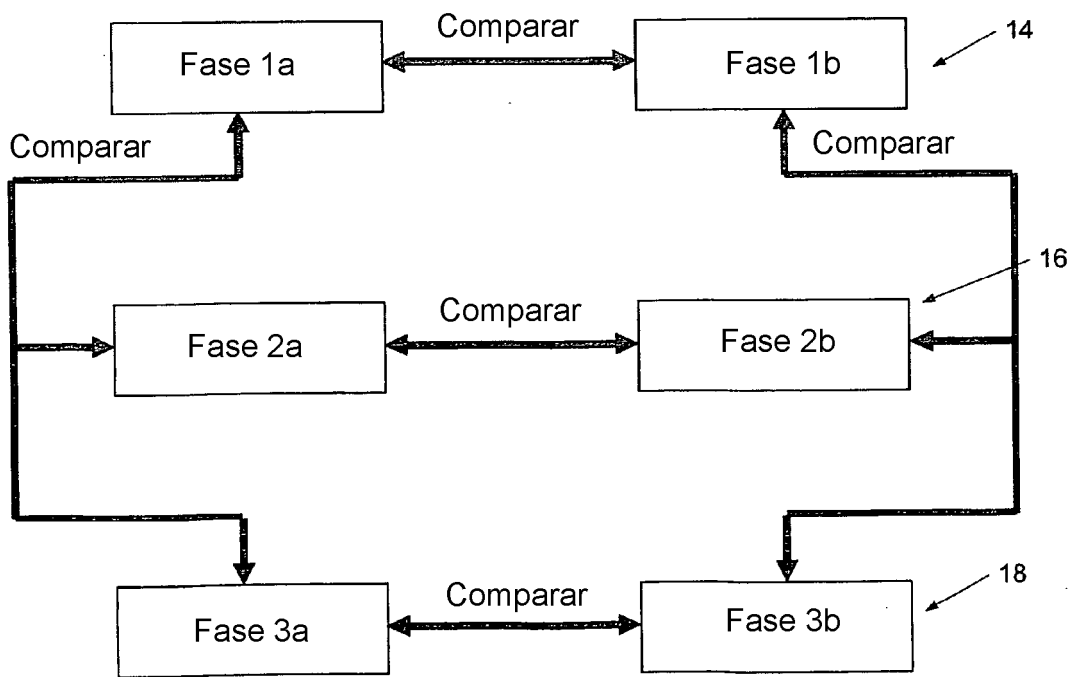 Comparar
14
Fase 1a
Fase 1b
Comparar
Comparar
16
Comparar
Fase 2a
Fase 2b
18
Comparar
Fase 3a
Fase 3b